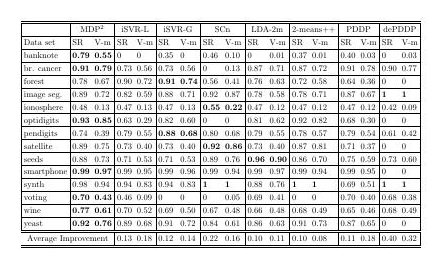 MDP² iSVR-L iSVR-G SCn LDA-2m 2-means++ PDDP dePDDP
Data set SR V-m SR V-m SR V-m SR V-m SR V-m SR V-m SR V-m SR V-m
banknote 0.79 0.55 0 0 0.35 0 0.46 0.10 0 0.01 0.37 0.01 0.40 0.03 0 0.03
br. cancer 0.91 0.79 0.73 0.56 0.73 0.56 0 0.13 0.87 0.71 0.87 0.72 0.91 0.78 0.90 0.77
forest 0.78 0.67 0.90 0.72 0.91 0.74 0.56 0.41 0.76 0.63 0.72 0.58 0.64 0.36 0 0
image seg. 0.89 0.72 0.82 0.59 0.88 0.71 0.92 0.87 0.78 0.58 0.78 0.71 0.87 0.67 1 1
ionosphere 0.48 0.13 0.47 0.13 0.47 0.13 0.55 0.22 0.47 0.12 0.47 0.12 0.47 0.12 0.42 0.09
optidigits 0.93 0.85 0.63 0.29 0.82 0.60 0 0 0.81 0.62 0.92 0.82 0.68 0.30 0 0
pendigits 0.74 0.39 0.79 0.55 0.88 0.68 0.80 0.68 0.79 0.55 0.78 0.57 0.79 0.54 0.61 0.42
satellite 0.89 0.75 0.73 0.40 0.73 0.40 0.92 0.86 0.73 0.40 0.87 0.81 0.71 0.37 0 0
seeds 0.88 0.73 0.71 0.53 0.71 0.53 0.89 0.76 0.96 0.90 0.86 0.70 0.75 0.59 0.73 0.60
smartphone 0.99 0.97 0.99 0.95 0.99 0.96 0.99 0.94 0.99 0.97 0.99 0.94 0.99 0.95 0 0
synth 0.98 0.94 0.94 0.83 0.94 0.83 1 1 0.88 0.76 1 1 0.69 0.51 1 1
voting 0.70 0.43 0.46 0.09 0 0 0 0.05 0.69 0.41 0 0 0.70 0.40 0.68 0.38
wine 0.77 0.61 0.70 0.52 0.69 0.50 0.67 0.48 0.66 0.48 0.68 0.49 0.65 0.46 0.68 0.49
yeast 0.92 0.76 0.89 0.68 0.91 0.72 0.84 0.61 0.86 0.63 0.91 0.73 0.87 0.65 0 0
Average Improvement 0.13 0.18 0.12 0.14 0.22 0.16 0.10 0.11 0.10 0.08 0.11 0.18 0.40 0.32